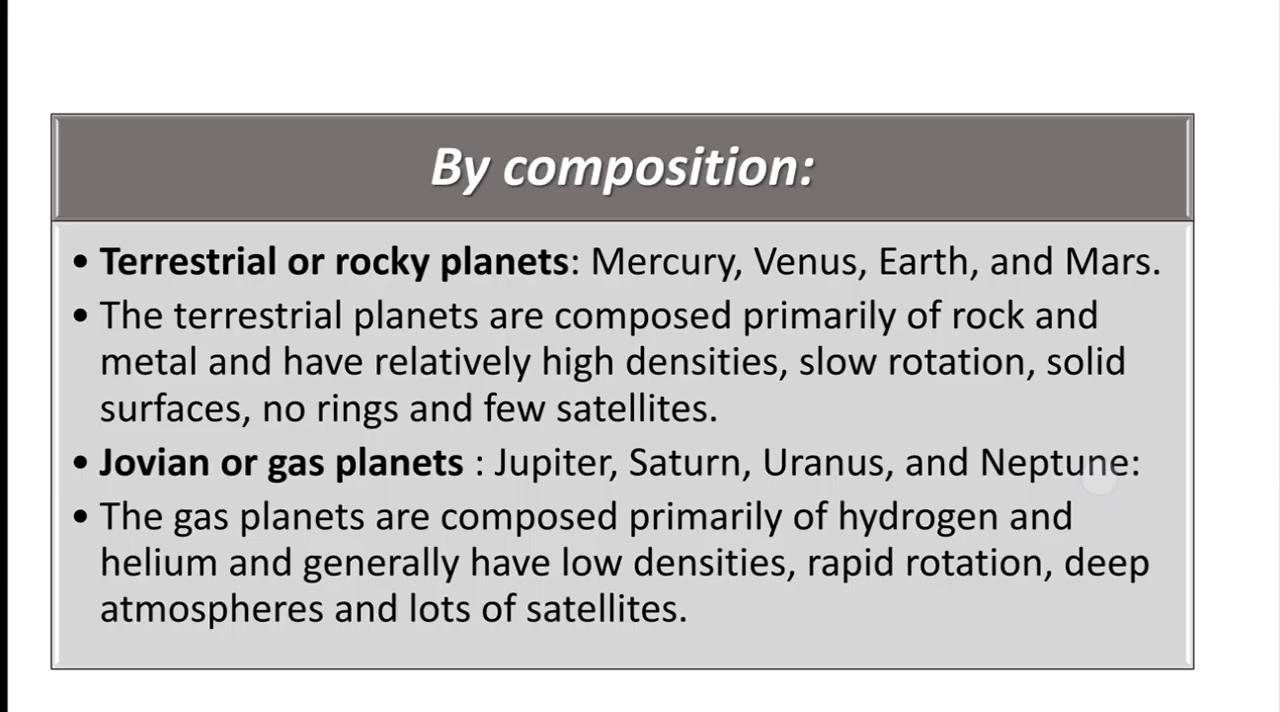 By composition:
• Terrestrial or rocky planets: Mercury, Venus, Earth, and Mars.
• The terrestrial planets are composed primarily of rock and
metal and have relatively high densities, slow rotation, solid
surfaces, no rings and few satellites.
• Jovian or gas planets : Jupiter, Saturn, Uranus, and Neptune:
• The gas planets are composed primarily of hydrogen and
helium and generally have low densities, rapid rotation, deep
atmospheres and lots of satellites.